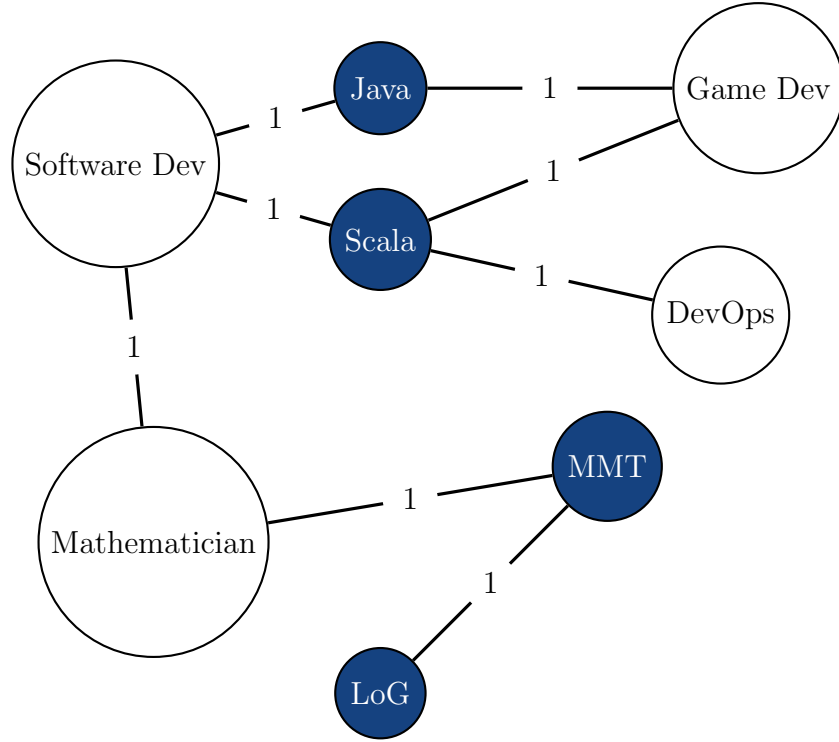 Java
1
Game Dev
1
Software Dev
1
1
Scala
1
DevOps
1
MMT
1
Mathematician
1
LoG